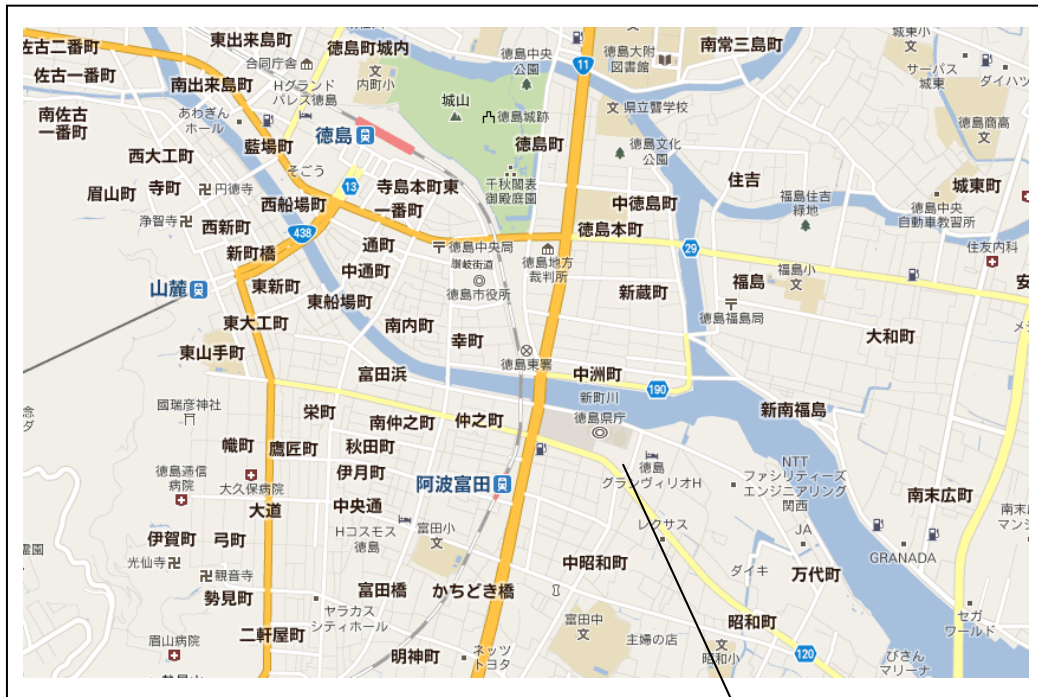 佐古二番町
東出来島町
徳島町城内
徳島中央
公園
11
徳島大附
図書館
南常三島町
城東小
サーパス
城東
ダイハツ
佐古一番町
合同庁舎
Hグランド
パレス徳島
内町小
南出来島町
あわぎん
ホール
城山
徳島城跡
県立聾学校
徳島商高
南佐古
一番町
藍場町
徳島
徳島町
徳島文化
公園
西大工町
そごう
13
寺島本町東
千秋閣表
御殿庭園
住吉
城東町
眉山町
寺町
円徳寺
西船場町
一番町
中徳島町
福島住吉
緑地
徳島中央
自動車教習所
浄智寺
西新町
438
通町
徳島中央局
徳島本町
29
住友内科
新町橋
中通町
讃岐街道
徳島地方
裁判所
福島小
山麓
東新町
東船場町
徳島市役所
新蔵町
福島
安
徳島福島局
東大工町
南内町
幸町
大和町
東山手町
徳島東署
富田浜
中洲町
190
新町川
國瑞彦神社
栄町
南仲之町
仲之町
徳島県庁
新南福島
幟町
鷹匠町
秋田町
徳島
グランヴィリオH
NTT
ファシリティーズ
エンジニアリング
関西
徳島逓信
病院
大久保病院
伊月町
阿波富田
南末広町
大道
中央通
Hコスモス
徳島
富田小
レクサス
JA
南末
マンシ
伊賀町
弓町
GRANADA
霊園
光仙寺
観音寺
中昭和町
ダイキ
万代町
勢見町
ヤラカス
シティホール
富田橋
かちどき橋
富田中
昭和町
セガ
ワールド
眉山病院
二軒屋町
明神町
ネッツ
トヨタ
主婦の店
昭和小
120
びさん
マリーナ